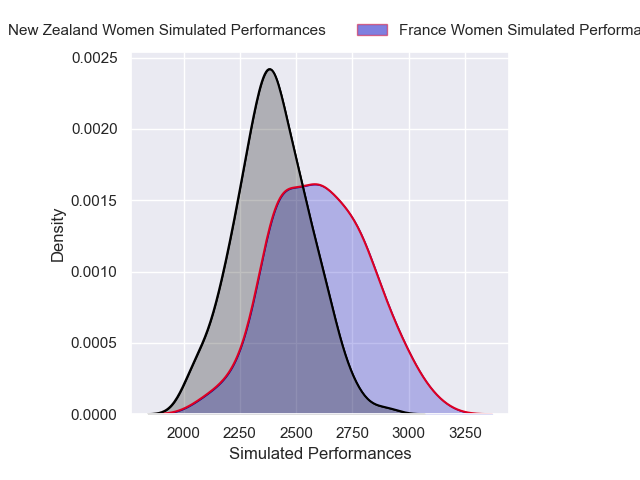 New Zealand Women Simulated Performances
France Women Simulated Performa
0.0025
0.0020
0.0015
0.0010
0.0005
0.0000
Density
2000 2250 2500 2750 3000 3250
Simulated Performances